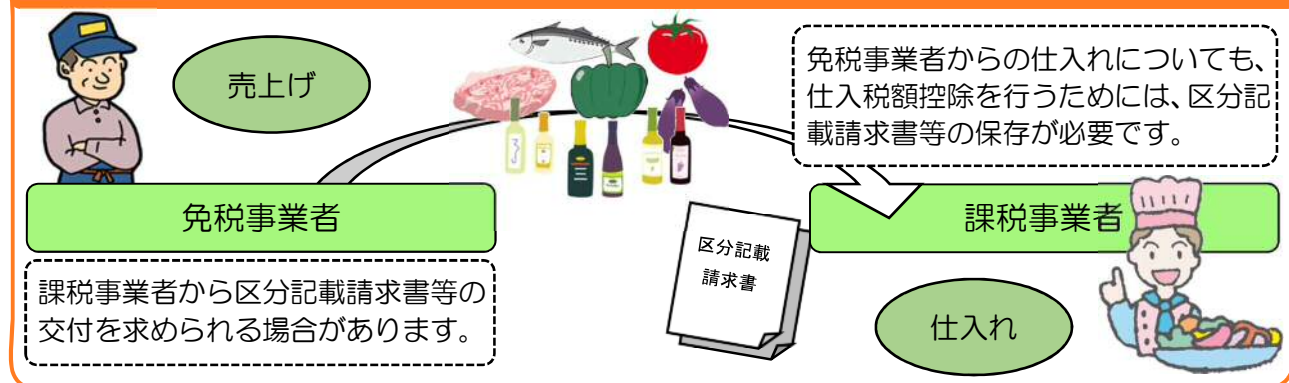 売上げ
免税事業者からの仕入れについても、
仕入税額控除を行うためには、区分記
載請求書等の保存が必要です。
免税事業者
課税事業者
区分記載
請求書
課税事業者から区分記載請求書等の
交付を求められる場合があります。
仕入れ